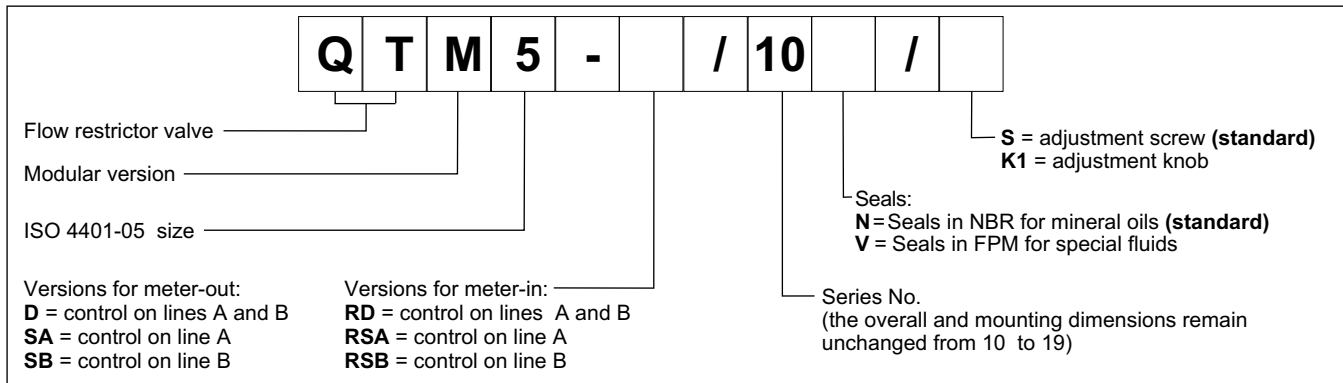 Q T M 5 - / 10 /
Flow restrictor valve
Modular version
ISO 4401-05 size
Versions for meter-out:
D = control on lines A and B
SA = control on line A
SB = control on line B
Versions for meter-in:
RD = control on lines A and B
RSA = control on line A
RSB = control on line B
S = adjustment screw (standard)
K1 = adjustment knob
Seals:
N = Seals in NBR for mineral oils (standard)
V = Seals in FPM for special fluids
Series No.
(the overall and mounting dimensions remain
unchanged from 10 to 19)